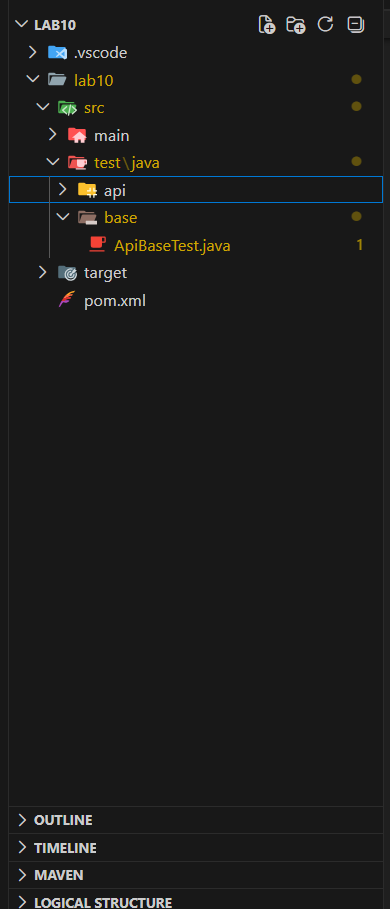 LAB10
.vscode
lab10
src
main
test\java
api
base
ApiBaseTest.java 1
target
pom.xml
OUTLINE
TIMELINE
MAVEN
LOGICAL STRUCTURE